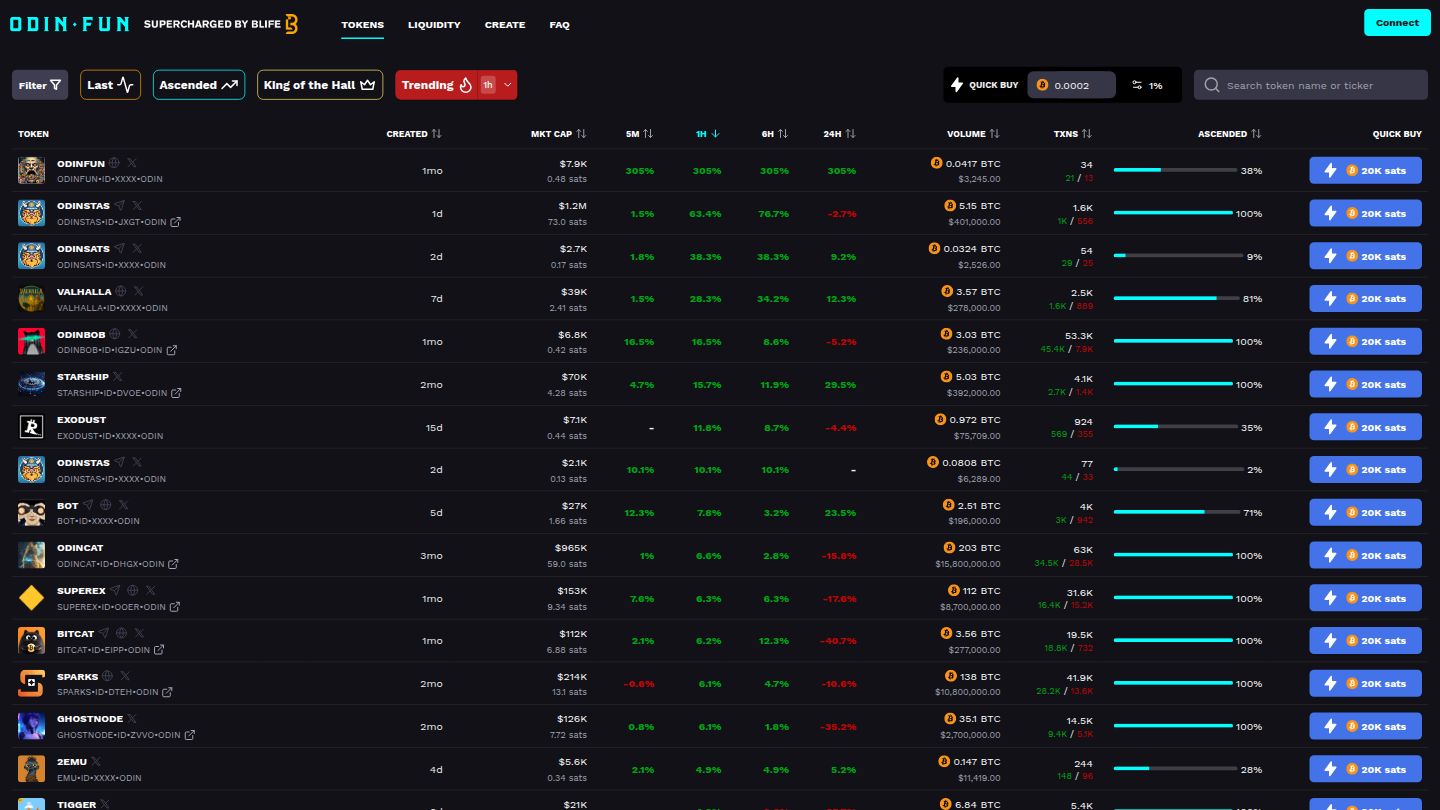 ODIN·FUN SUPERCHARGED BY BLIFE TOKENS LIQUIDITY CREATE FAQ Connect
Filter Last Ascended King of the Hall Trending 1h QUICK BUY 0.0002 1% Search token name or ticker
TOKEN CREATED MKT CAP 5M 1H 6H 24H VOLUME TXNS ASCENDED QUICK BUY
ODINFUN $7.9K 0.0417 BTC 34
1mo 305% 305% 305% 305% 38% 20K sats
ODINFUN•ID•XXXX•ODIN 0.48 sats $3,245.00 21 / 13
ODINSTAS $1.2M 5.15 BTC 1.6K
1d 1.5% 63.4% 76.7% -2.7% 100% 20K sats
ODINSTAS•ID•JXGT•ODIN 73.0 sats $401,000.00 1K / 556
ODINSATS $2.7K 0.0324 BTC 54
2d 1.8% 38.3% 38.3% 9.2% 9% 20K sats
ODINSATS•ID•XXXX•ODIN 0.17 sats $2,526.00 29 / 25
VALHALLA $39K 3.57 BTC 2.5K
7d 1.5% 28.3% 34.2% 12.3% 81% 20K sats
VALHALLA•ID•XXXX•ODIN 2.41 sats $278,000.00 1.6K / 889
ODINBOB $6.8K 3.03 BTC 53.3K
1mo 16.5% 16.5% 8.6% -5.2% 100% 20K sats
ODINBOB•ID•IGZU•ODIN 0.42 sats $236,000.00 45.4K / 7.9K
STARSHIP $70K 5.03 BTC 4.1K
2mo 4.7% 15.7% 11.9% 29.5% 100% 20K sats
STARSHIP•ID•DVOE•ODIN 4.28 sats $392,000.00 2.7K / 1.4K
EXODUST $7.1K 0.972 BTC 924
15d - 11.8% 8.7% -4.4% 35% 20K sats
EXODUST•ID•XXXX•ODIN 0.44 sats $75,709.00 569 / 355
ODINSTAS $2.1K 0.0808 BTC 77
2d 10.1% 10.1% 10.1% - 2% 20K sats
ODINSTAS•ID•XXXX•ODIN 0.13 sats $6,289.00 44 / 33
BOT $27K 2.51 BTC 4K
5d 12.3% 7.8% 3.2% 23.5% 71% 20K sats
BOT•ID•XXXX•ODIN 1.66 sats $196,000.00 3K / 942
ODINCAT $965K 203 BTC 63K
3mo 1% 6.6% 2.8% -15.8% 100% 20K sats
ODINCAT•ID•DHGX•ODIN 59.0 sats $15,800,000.00 34.5K / 28.5K
SUPEREX $153K 112 BTC 31.6K
1mo 7.6% 6.3% 6.3% -17.6% 100% 20K sats
SUPEREX•ID•OOER•ODIN 9.34 sats $8,700,000.00 16.4K / 15.2K
BITCAT $112K 3.56 BTC 19.5K
1mo 2.1% 6.2% 12.3% -40.7% 100% 20K sats
BITCAT•ID•EIPP•ODIN 6.88 sats $277,000.00 18.8K / 732
SPARKS $214K 138 BTC 41.9K
2mo -0.6% 6.1% 4.7% -10.6% 100% 20K sats
SPARKS•ID•DTEH•ODIN 13.1 sats $10,800,000.00 28.2K / 13.6K
GHOSTNODE $126K 35.1 BTC 14.5K
2mo 0.8% 6.1% 1.8% -35.2% 100% 20K sats
GHOSTNODE•ID•ZVVO•ODIN 7.72 sats $2,700,000.00 9.4K / 5.1K
2EMU $5.6K 0.147 BTC 244
4d 2.1% 4.9% 4.9% 5.2% 28% 20K sats
EMU•ID•XXXX•ODIN 0.34 sats $11,419.00 148 / 96
TIGGER $21K 6.84 BTC 5.4K